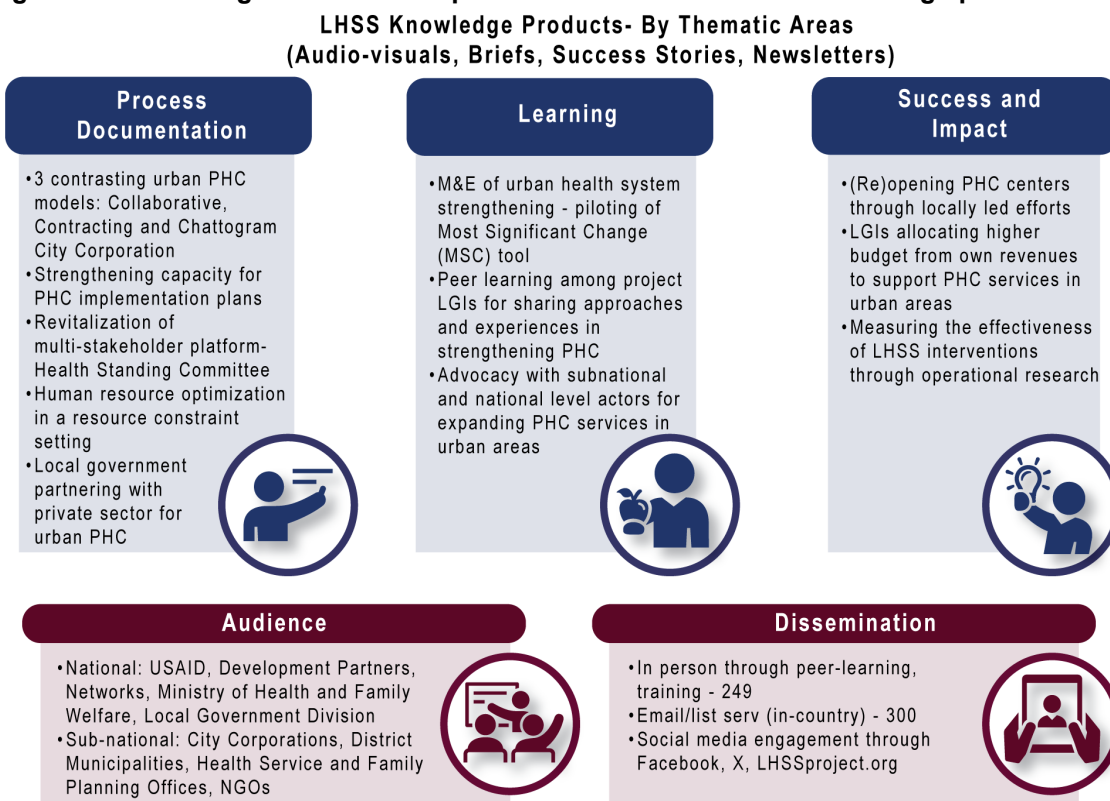 LHSS Knowledge Products- By Thematic Areas
(Audio-visuals, Briefs, Success Stories, Newsletters)
Process
Documentation
•3 contrasting urban PHC
models: Collaborative,
Contracting and Chattogram
City Corporation
•Strengthening capacity for
PHC implementation plans
•Revitalization of
multi-stakeholder platform-
Health Standing Committee
•Human resource optimization
in a resource constraint
setting
•Local government
partnering with
private sector for
urban PHC
Learning
•M&E of urban health system
strengthening - piloting of
Most Significant Change
(MSC) tool
•Peer learning among project
LGIs for sharing approaches
and experiences in
strengthening PHC
•Advocacy with subnational
and national level actors for
expanding PHC services in
urban areas
Success and
Impact
•(Re)opening PHC centers
through locally led efforts
•LGIs allocating higher
budget from own revenues
to support PHC services in
urban areas
•Measuring the effectiveness
of LHSS interventions
through operational research
Audience
•National: USAID, Development Partners,
Networks, Ministry of Health and Family
Welfare, Local Government Division
•Sub-national: City Corporations, District
Municipalities, Health Service and Family
Planning Offices, NGOs
Dissemination
•In person through peer-learning,
training - 249
•Email/list serv (in-country) - 300
•Social media engagement through
Facebook, X, LHSSproject.org